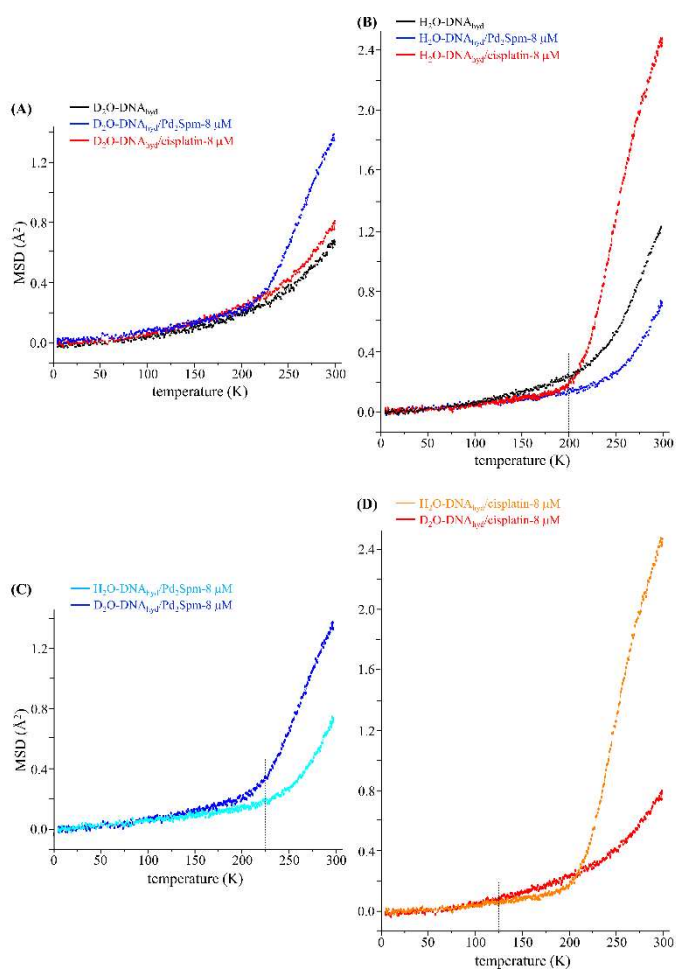 (A)
D₂O-DNAhyd
D₂O-DNAhyd/Pd₂Spm-8 μM
D₂O-DNAhyd/cisplatin-8 μM
MSD (Å²)
1.2
0.8
0.4
0.0
0 50 100 150 200 250 300
temperature (K)
(B)
H₂O-DNAhyd
H₂O-DNAhyd/Pd₂Spm-8 μM
H₂O-DNAhyd/cisplatin-8 μM
2.4
2.0
1.6
1.2
0.8
0.4
0.0
0 50 100 150 200 250 300
temperature (K)
(C)
H₂O-DNAhyd/Pd₂Spm-8 μM
D₂O-DNAhyd/Pd₂Spm-8 μM
MSD (Å²)
1.2
0.8
0.4
0.0
0 50 100 150 200 250 300
temperature (K)
(D)
H₂O-DNAhyd/cisplatin-8 μM
D₂O-DNAhyd/cisplatin-8 μM
2.4
2.0
1.6
1.2
0.8
0.4
0.0
0 50 100 150 200 250 300
temperature (K)